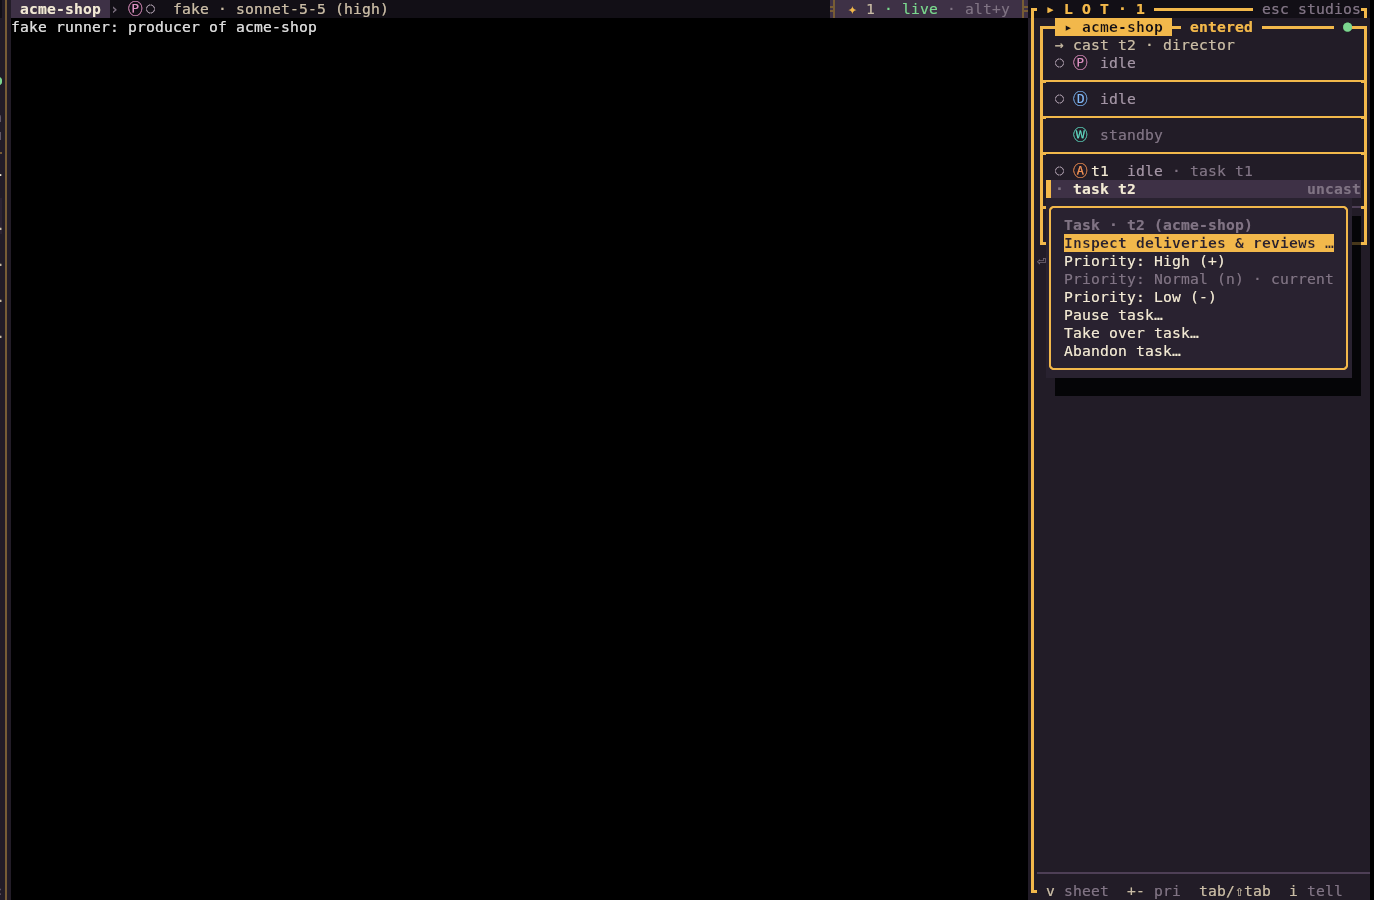 acme-shop › Ⓟ○ fake · sonnet-5-5 (high) ✦ 1 · live · alt+y
fake runner: producer of acme-shop
▸ L O T · 1 esc studios
▸ acme-shop entered ●
→ cast t2 · director
○ Ⓟ idle
○ Ⓓ idle
Ⓦ standby
○ Ⓐ t1 idle · task t1
· task t2 uncast
Task · t2 (acme-shop)
Inspect deliveries & reviews …
Priority: High (+)
Priority: Normal (n) · current
Priority: Low (-)
Pause task…
Take over task…
Abandon task…
v sheet +- pri tab/⇧tab i tell